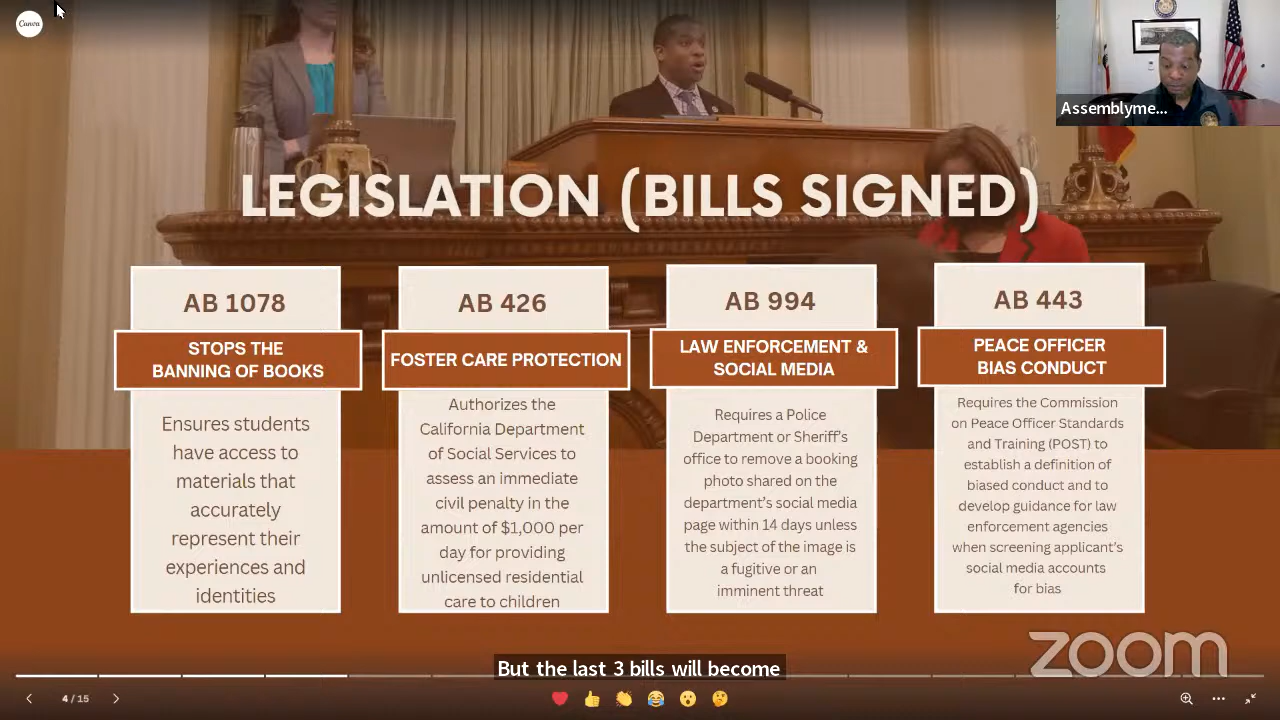 Canva
Assemblyme...
LEGISLATION (BILLS SIGNED)
AB 1078
STOPS THE
BANNING OF BOOKS
Ensures students
have access to
materials that
accurately
represent their
experiences and
identities
AB 426
FOSTER CARE PROTECTION
Authorizes the
California Department
of Social Services to
assess an immediate
civil penalty in the
amount of $1,000 per
day for providing
unlicensed residential
care to children
AB 994
LAW ENFORCEMENT &
SOCIAL MEDIA
Requires a Police
Department or Sheriff's
office to remove a booking
photo shared on the
department's social media
page within 14 days unless
the subject of the image is
a fugitive or an
imminent threat
AB 443
PEACE OFFICER
BIAS CONDUCT
Requires the Commission
on Peace Officer Standards
and Training (POST) to
establish a definition of
biased conduct and to
develop guidance for law
enforcement agencies
when screening applicant's
social media accounts
for bias
zoom
But the last 3 bills will become
4 / 15